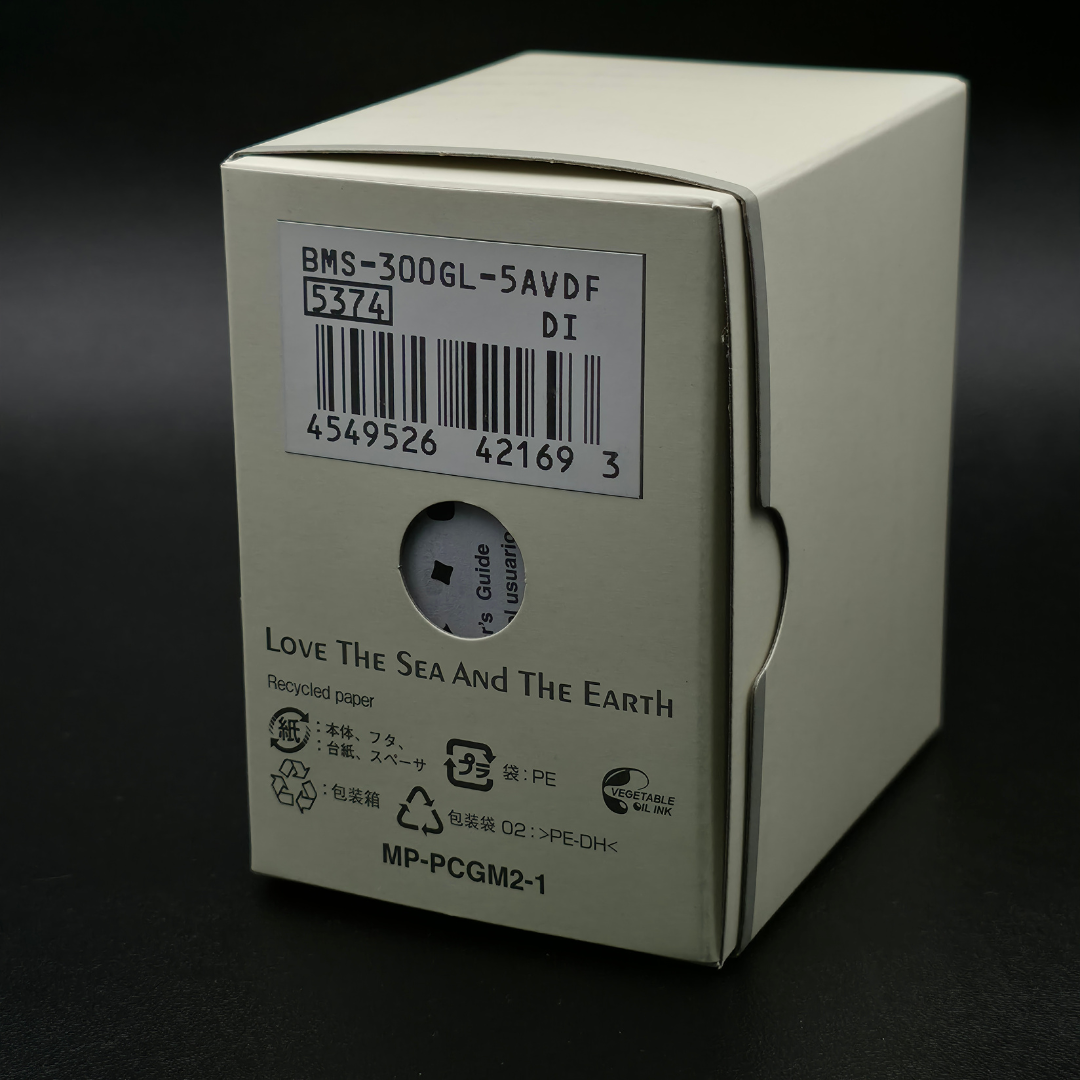 BMS-300GL-5AVDF
5374
DI
4549526 42169 3
r's Guide
l usuario
LOVE THE SEA AND THE EARTH
Recycled paper
紙 : 本体、フタ、
: 台紙、スペーサ
プラ 袋 : PE
VEGETABLE
OIL INK
: 包装箱
包装袋 02 : >PE-DH<
MP-PCGM2-1